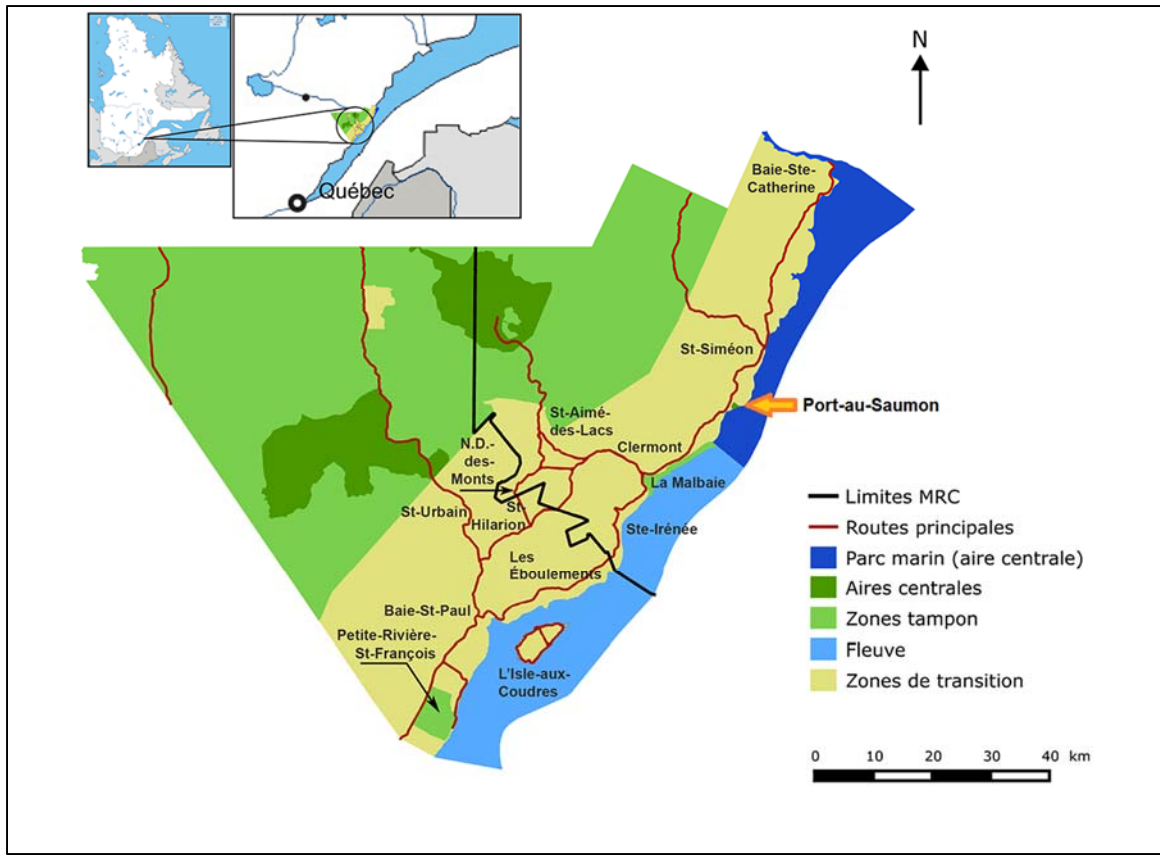 Québec
N
Baie-Ste-
Catherine
St-Siméon
Port-au-Saumon
St-Aimé-
des-Lacs
Clermont
N.D.-
des-
Monts
La Malbaie
St-Urbain
St-
Hilarion
Ste-Irénée
Les
Éboulements
Baie-St-Paul
Petite-Rivière-
St-François
L'Isle-aux-
Coudres
Limites MRC
Routes principales
Parc marin (aire centrale)
Aires centrales
Zones tampon
Fleuve
Zones de transition
0 10 20 30 40 km